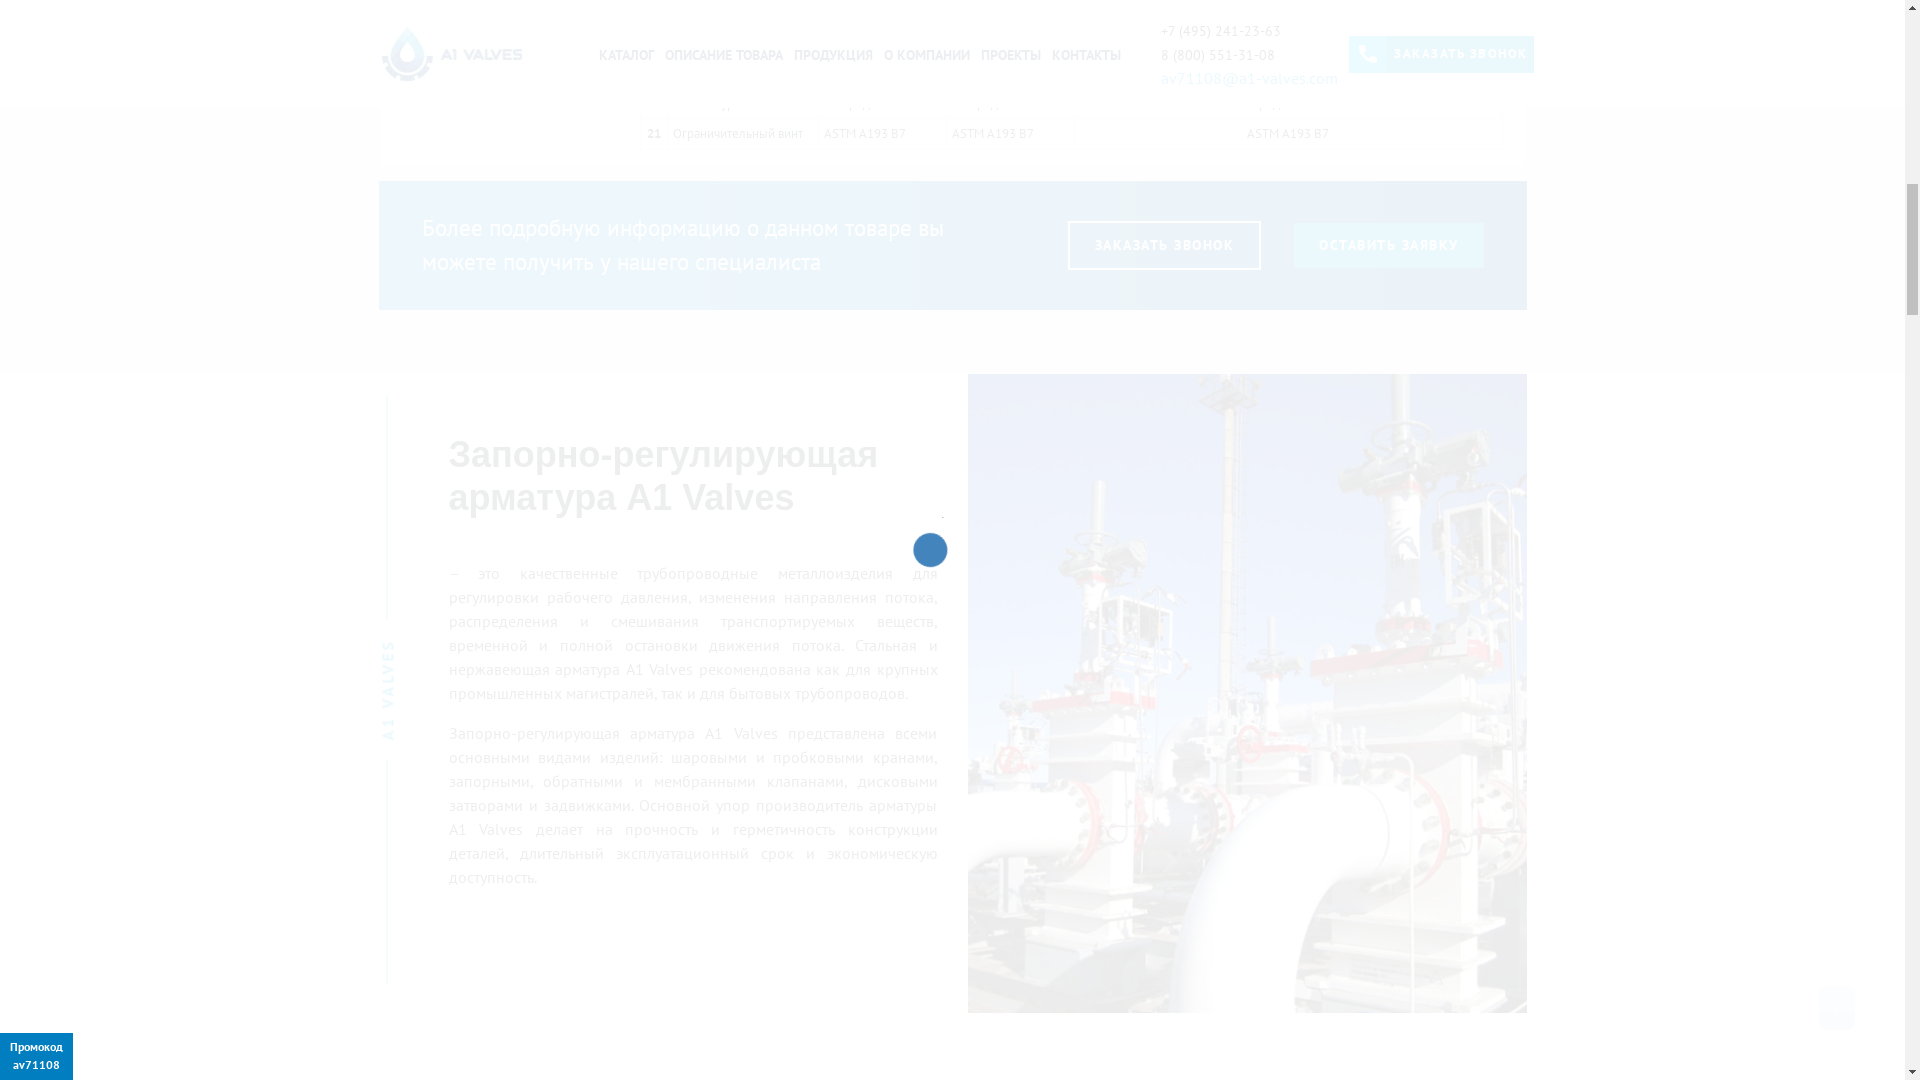 A1 VALVES
КАТАЛОГ ОПИСАНИЕ ТОВАРА ПРОДУКЦИЯ О КОМПАНИИ ПРОЕКТЫ КОНТАКТЫ
+7 (495) 241-23-63
8 (800) 551-31-08
av71108@a1-valves.com
ЗАКАЗАТЬ ЗВОНОК
21 Ограничительный винт ASTM A193 B7 ASTM A193 B7 ASTM A193 B7
Более подробную информацию о данном товаре вы
можете получить у нашего специалиста
ЗАКАЗАТЬ ЗВОНОК
ОСТАВИТЬ ЗАЯВКУ
A1 VALVES
Запорно-регулирующая
арматура A1 Valves
– это качественные трубопроводные металлоизделия для
регулировки рабочего давления, изменения направления потока,
распределения и смешивания транспортируемых веществ,
временной и полной остановки движения потока. Стальная и
нержавеющая арматура A1 Valves рекомендована как для крупных
промышленных магистралей, так и для бытовых трубопроводов.
Запорно-регулирующая арматура A1 Valves представлена всеми
основными видами изделий: шаровыми и пробковыми кранами,
запорными, обратными и мембранными клапанами, дисковыми
затворами и задвижками. Основной упор производитель арматуры
A1 Valves делает на прочность и герметичность конструкции
деталей, длительный эксплуатационный срок и экономическую
доступность.
Промокод
av71108